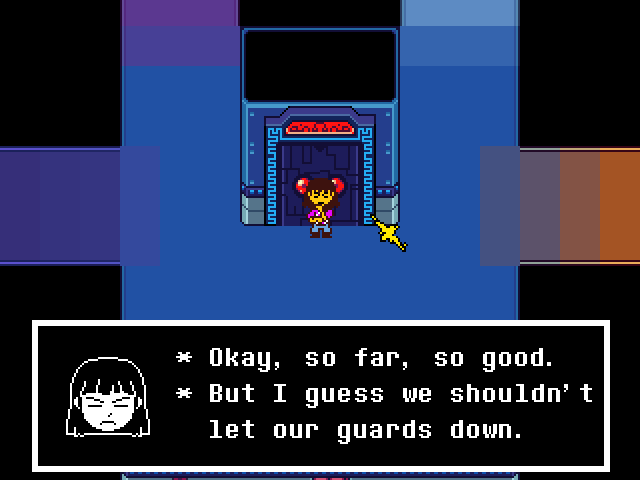 * Okay, so far, so good.
* But I guess we shouldn't
let our guards down.